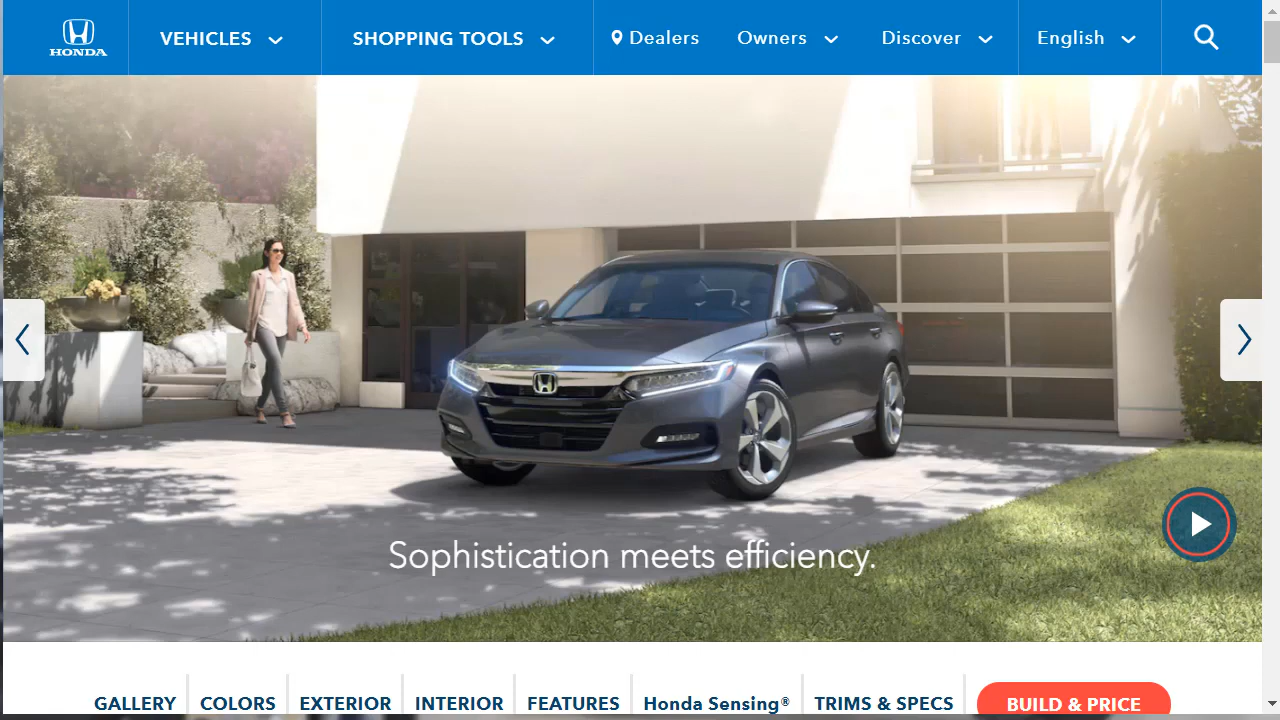 HONDA
VEHICLES
SHOPPING TOOLS
Dealers
Owners
Discover
English
Sophistication meets efficiency.
GALLERY
COLORS
EXTERIOR
INTERIOR
FEATURES
Honda Sensing®
TRIMS & SPECS
BUILD & PRICE